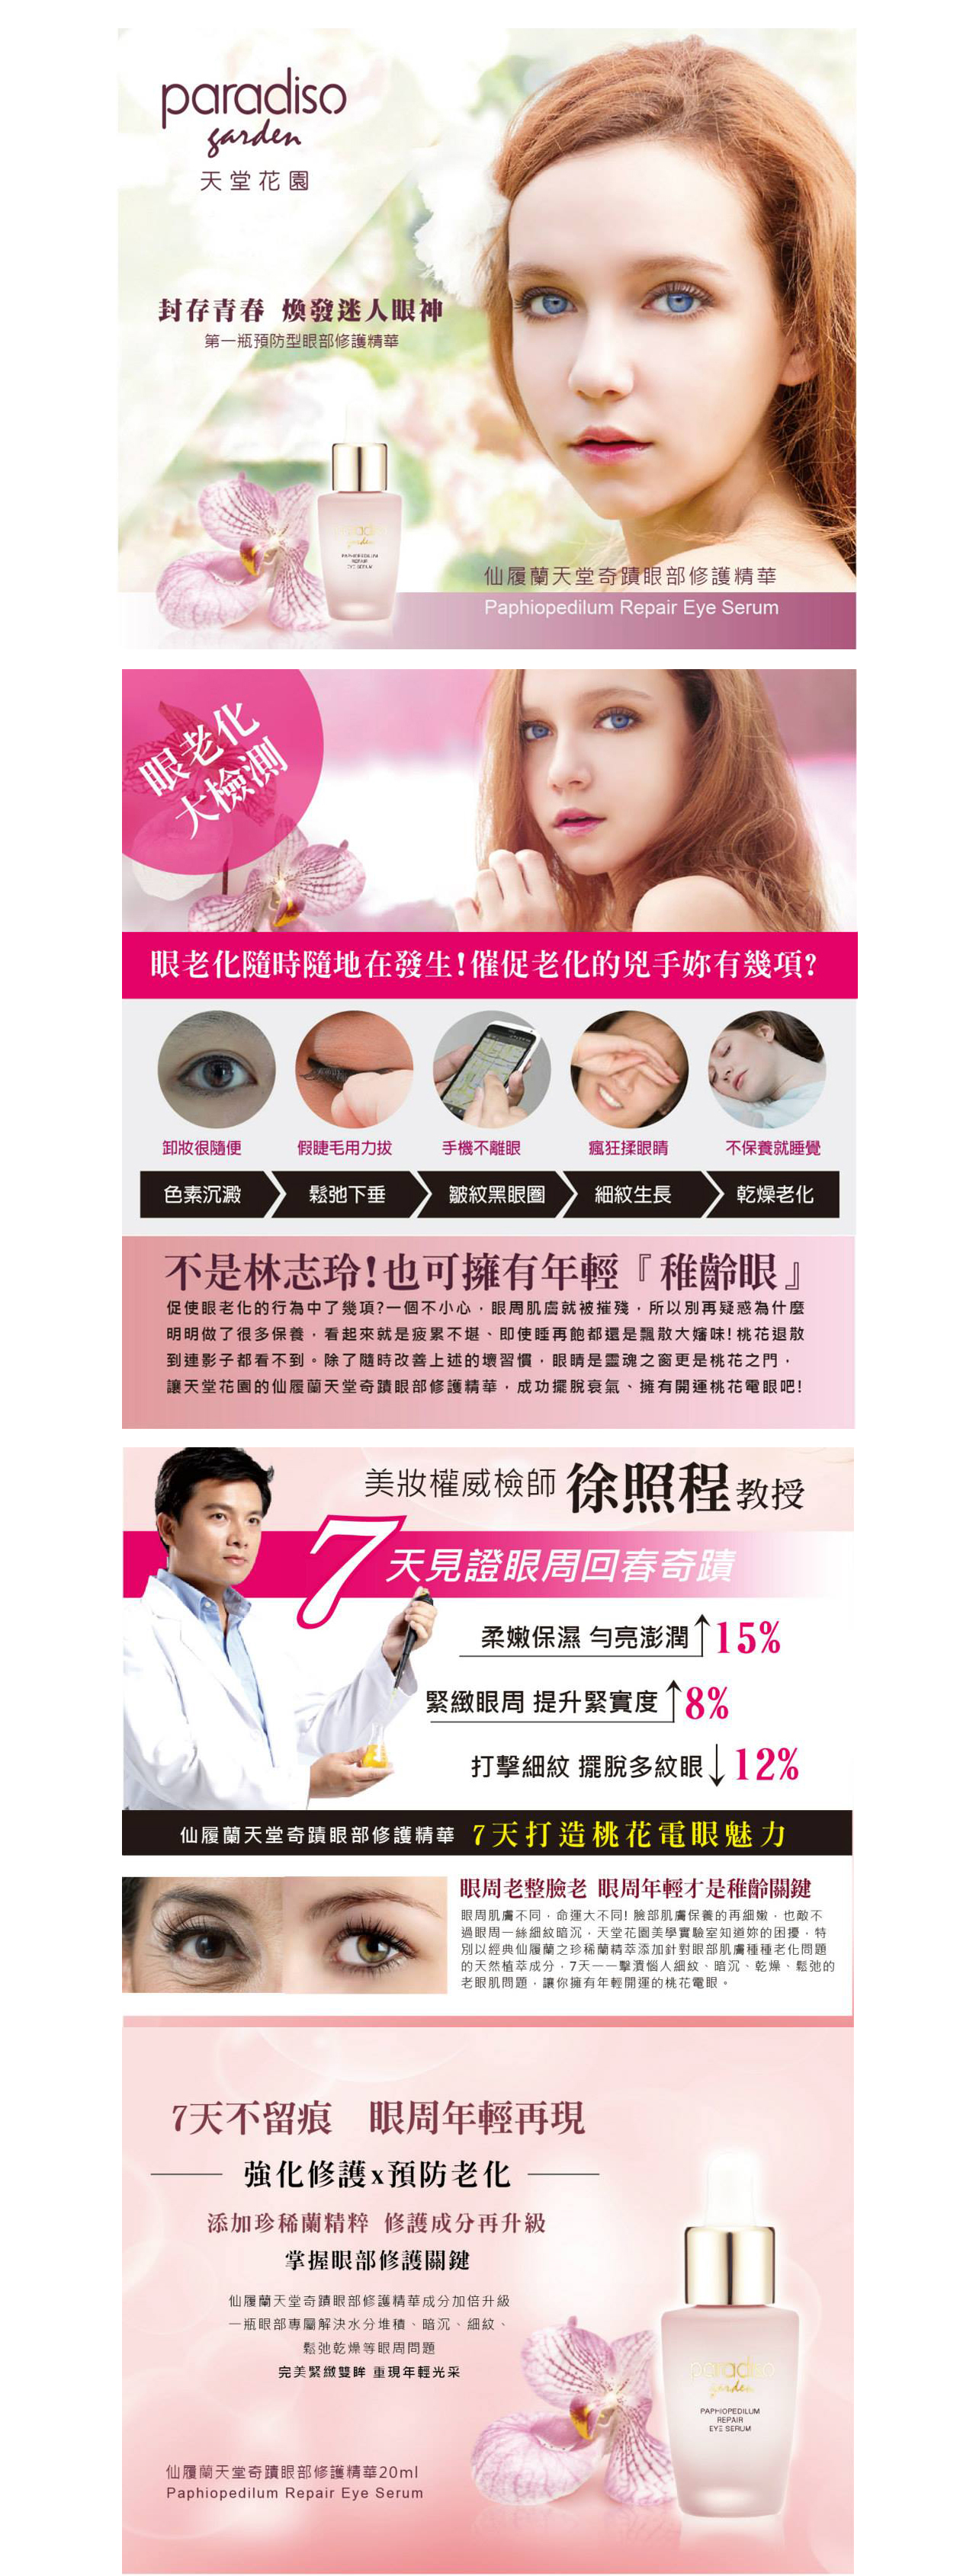 paradiso
garden
天堂花園
封存青春 煥發迷人眼神
第一瓶預防型眼部修護精華
paradiso
garden
PAPHIOPEDILUM
REPAIR
EYE SERUM
仙履蘭天堂奇蹟眼部修護精華
Paphiopedilum Repair Eye Serum
眼老化
大檢測
眼老化隨時隨地在發生!催促老化的兇手妳有幾項?
卸妝很隨便 假睫毛用力拔 手機不離眼 瘋狂揉眼睛 不保養就睡覺
色素沉澱 鬆弛下垂 皺紋黑眼圈 細紋生長 乾燥老化
不是林志玲!也可擁有年輕『稚齡眼』
促使眼老化的行為中了幾項?一個不小心，眼周肌膚就被摧殘，所以別再疑惑為什麼
明明做了很多保養，看起來就是疲累不堪、即使睡再飽都還是飄散大嬸味!桃花退散
到連影子都看不到。除了隨時改善上述的壞習慣，眼睛是靈魂之窗更是桃花之門，
讓天堂花園的仙履蘭天堂奇蹟眼部修護精華，成功擺脫衰氣、擁有開運桃花電眼吧!
美妝權威檢師 徐照程教授
7天見證眼周回春奇蹟
柔嫩保濕 勻亮澎潤↑15%
緊緻眼周 提升緊實度↑8%
打擊細紋 擺脫多紋眼↓12%
仙履蘭天堂奇蹟眼部修護精華 7天打造桃花電眼魅力
眼周老整臉老 眼周年輕才是稚齡關鍵
眼周肌膚不同，命運大不同! 臉部肌膚保養的再細嫩，也敵不
過眼周一絲細紋暗沉，天堂花園美學實驗室知道妳的困擾，特
別以經典仙履蘭之珍稀蘭精萃添加針對眼部肌膚種種老化問題
的天然植萃成分，7天一一擊潰惱人細紋、暗沉、乾燥、鬆弛的
老眼肌問題，讓你擁有年輕開運的桃花電眼。
7天不留痕 眼周年輕再現
強化修護x預防老化
添加珍稀蘭精粹 修護成分再升級
掌握眼部修護關鍵
仙履蘭天堂奇蹟眼部修護精華成分加倍升級
一瓶眼部專屬解決水分堆積、暗沉、細紋、
鬆弛乾燥等眼周問題
完美緊緻雙眸 重現年輕光采
paradiso
garden
PAPHIOPEDILUM
REPAIR
EYE SERUM
仙履蘭天堂奇蹟眼部修護精華20ml
Paphiopedilum Repair Eye Serum